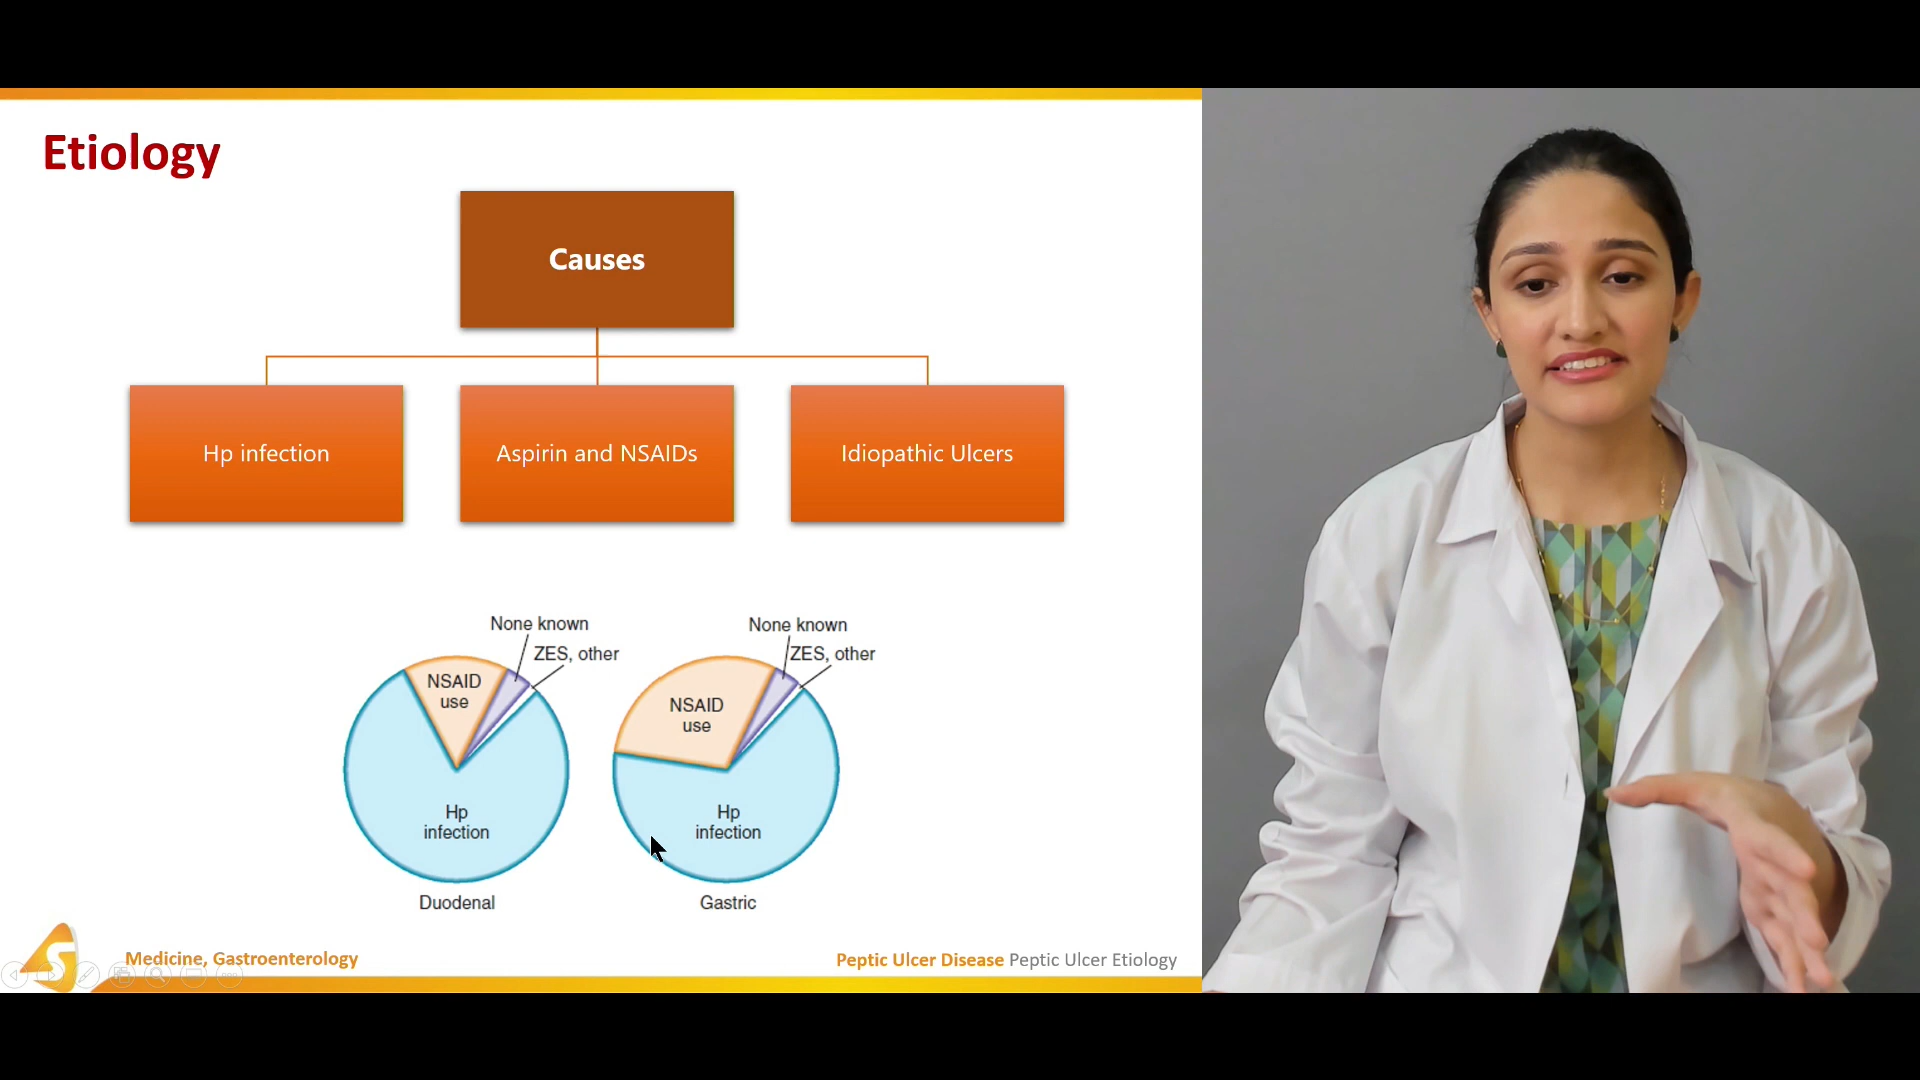 Etiology
Causes
Hp infection
Aspirin and NSAIDs
Idiopathic Ulcers
None known
ZES, other
NSAID
use
Hp
infection
Duodenal
None known
ZES, other
NSAID
use
Hp
infection
Gastric
S
Medicine, Gastroenterology
Peptic Ulcer Disease Peptic Ulcer Etiology